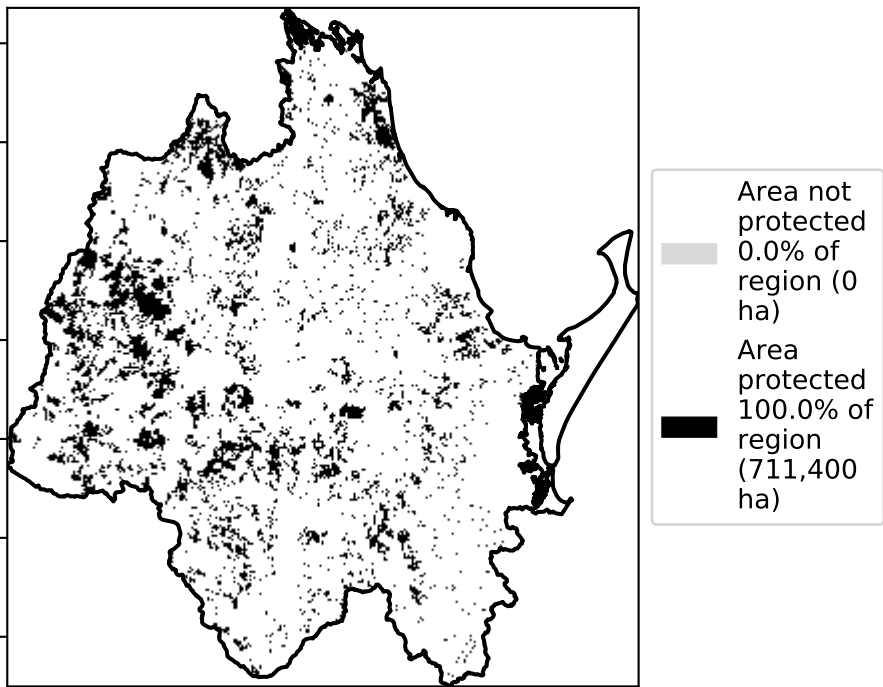 Area not
protected
0.0% of
region (0
ha)
Area
protected
100.0% of
region
(711,400
ha)